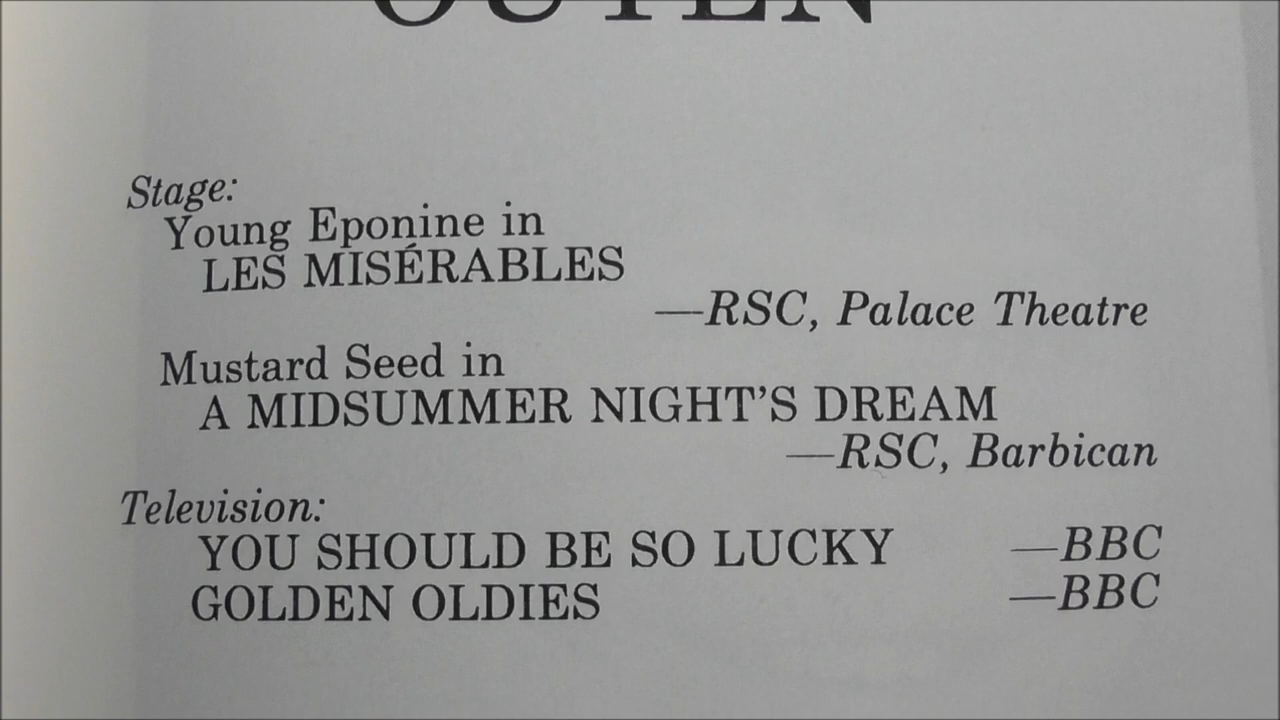 OUTEN
Stage:
Young Eponine in
LES MISÉRABLES
—RSC, Palace Theatre
Mustard Seed in
A MIDSUMMER NIGHT'S DREAM
—RSC, Barbican
Television:
YOU SHOULD BE SO LUCKY —BBC
GOLDEN OLDIES —BBC